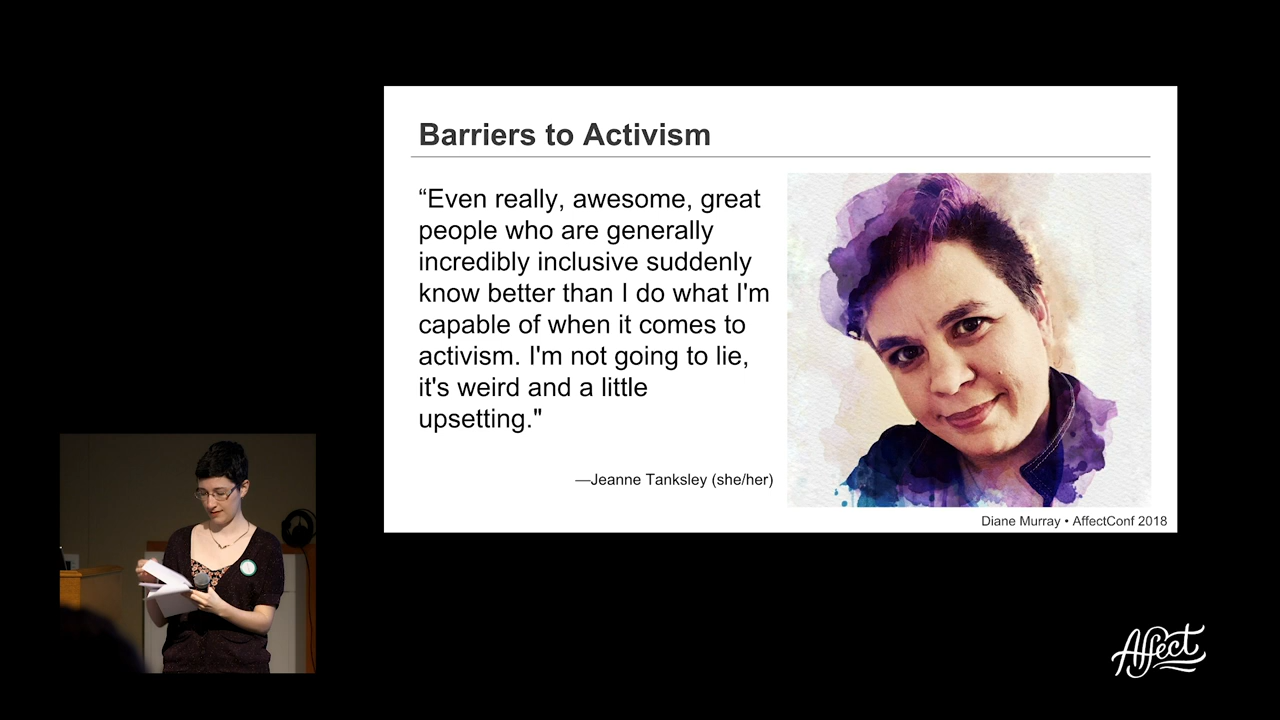 Barriers to Activism
“Even really, awesome, great
people who are generally
incredibly inclusive suddenly
know better than I do what I'm
capable of when it comes to
activism. I'm not going to lie,
it's weird and a little
upsetting."
—Jeanne Tanksley (she/her)
Diane Murray • AffectConf 2018
Affect